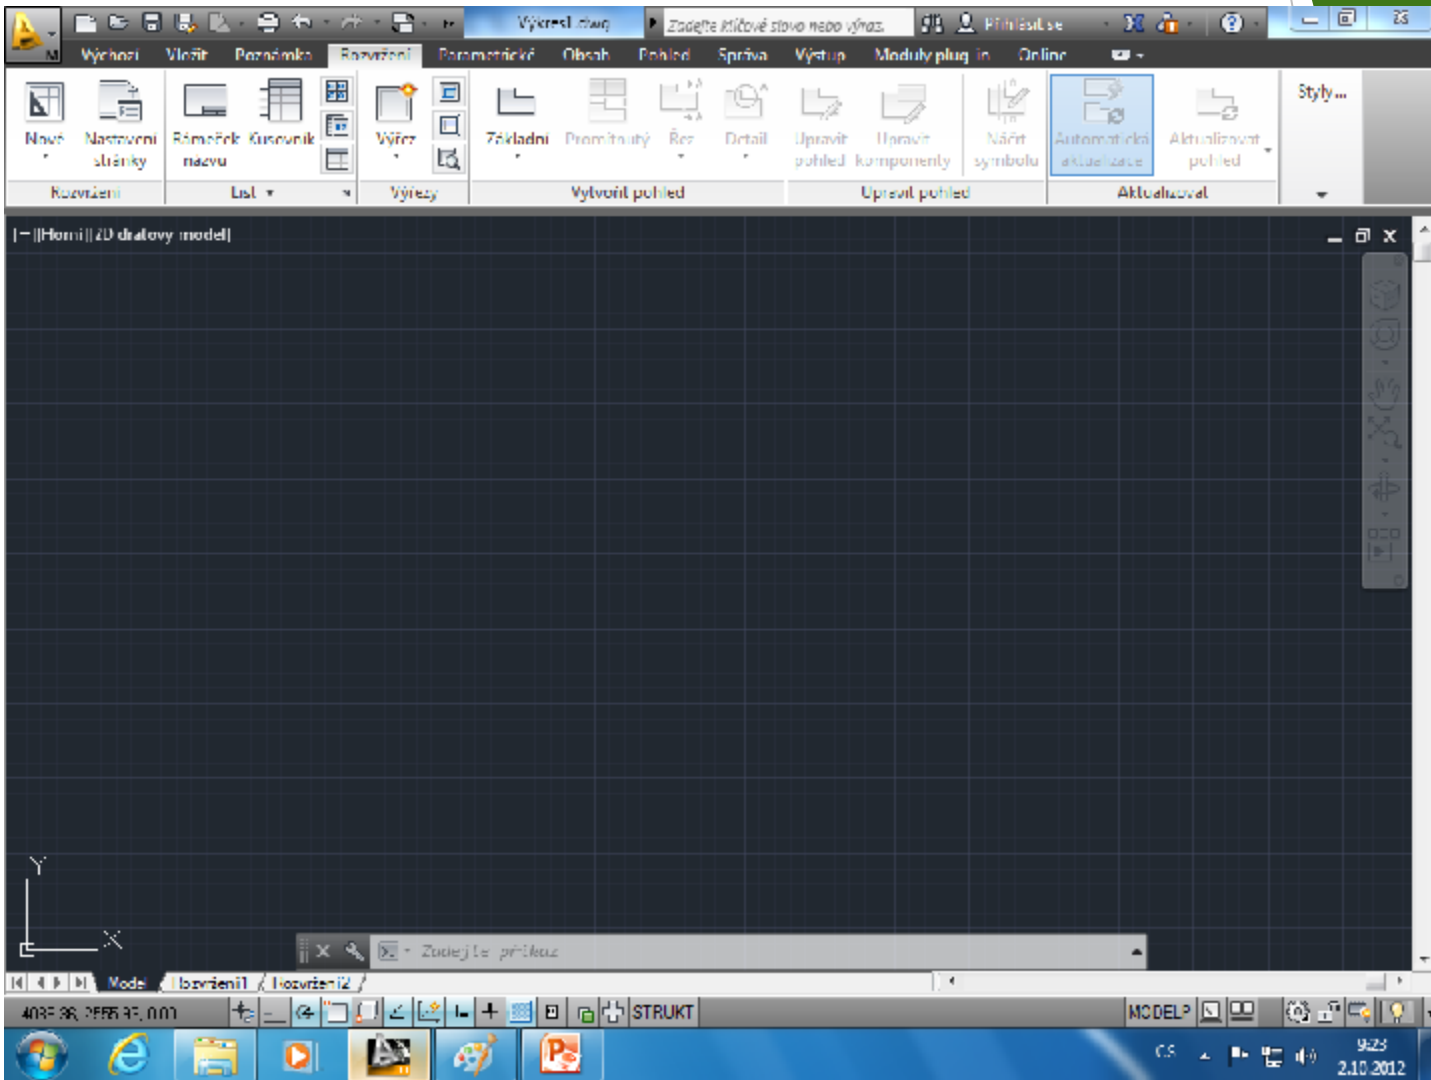 Výkres1.dwg Zadejte klíčové slovo nebo výraz. Přihlásit se
M Výchozí Vložit Poznámka Rozvržení Parametrické Obsah Pohled Správa Výstup Moduly plug-in Online
Nové Nastavení stránky Rámeček názvu Kusovník Výřez Základní Promítnutý Řez Detail Upravit pohled Upravit komponenty Náčrt symbolu Automatická aktualizace Aktualizovat pohled Styly...
Rozvržení List Výřezy Vytvořit pohled Upravit pohled Aktualizovat
[–][Horní][2D drátový model]
Y
X
Zadejte příkaz
Model Rozvržení1 Rozvržení2
STRUKT MODELP
CS 9:23
2.10.2012